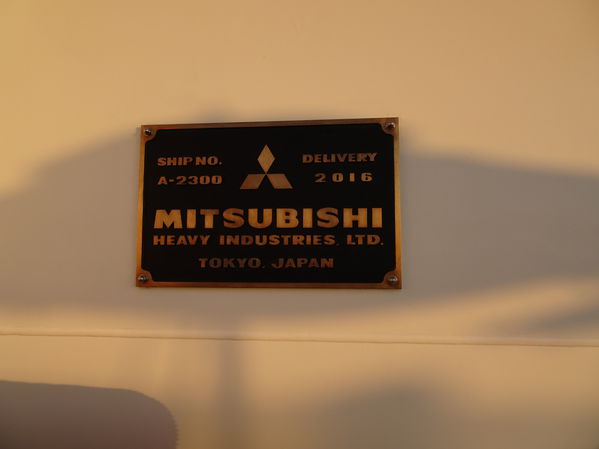 SHIP NO. DELIVERY
A-2300 2016
MITSUBISHI
HEAVY INDUSTRIES, LTD.
TOKYO, JAPAN